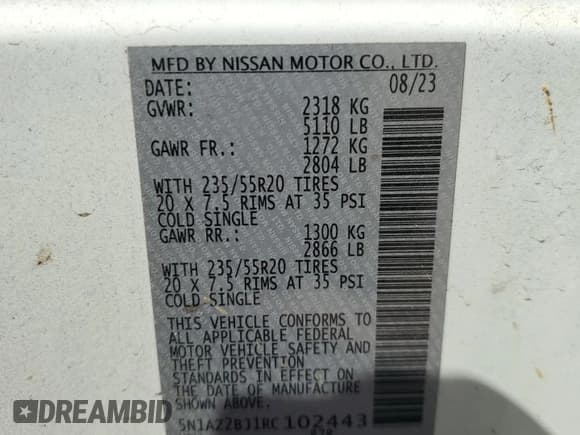 MFD BY NISSAN MOTOR CO., LTD.
DATE: 08/23
GVWR: 2318 KG
5110 LB
GAWR FR.: 1272 KG
2804 LB
WITH 235/55R20 TIRES
20 X 7.5 RIMS AT 35 PSI
COLD SINGLE
GAWR RR.: 1300 KG
2866 LB
WITH 235/55R20 TIRES
20 X 7.5 RIMS AT 35 PSI
COLD SINGLE
THIS VEHICLE CONFORMS TO
ALL APPLICABLE FEDERAL
MOTOR VEHICLE SAFETY AND
THEFT PREVENTION
STANDARDS IN EFFECT ON
THE DATE OF MANUFACTURE
SHOWN ABOVE.
5N1AZ2BJ1RC102443
AutoHelperBot.com